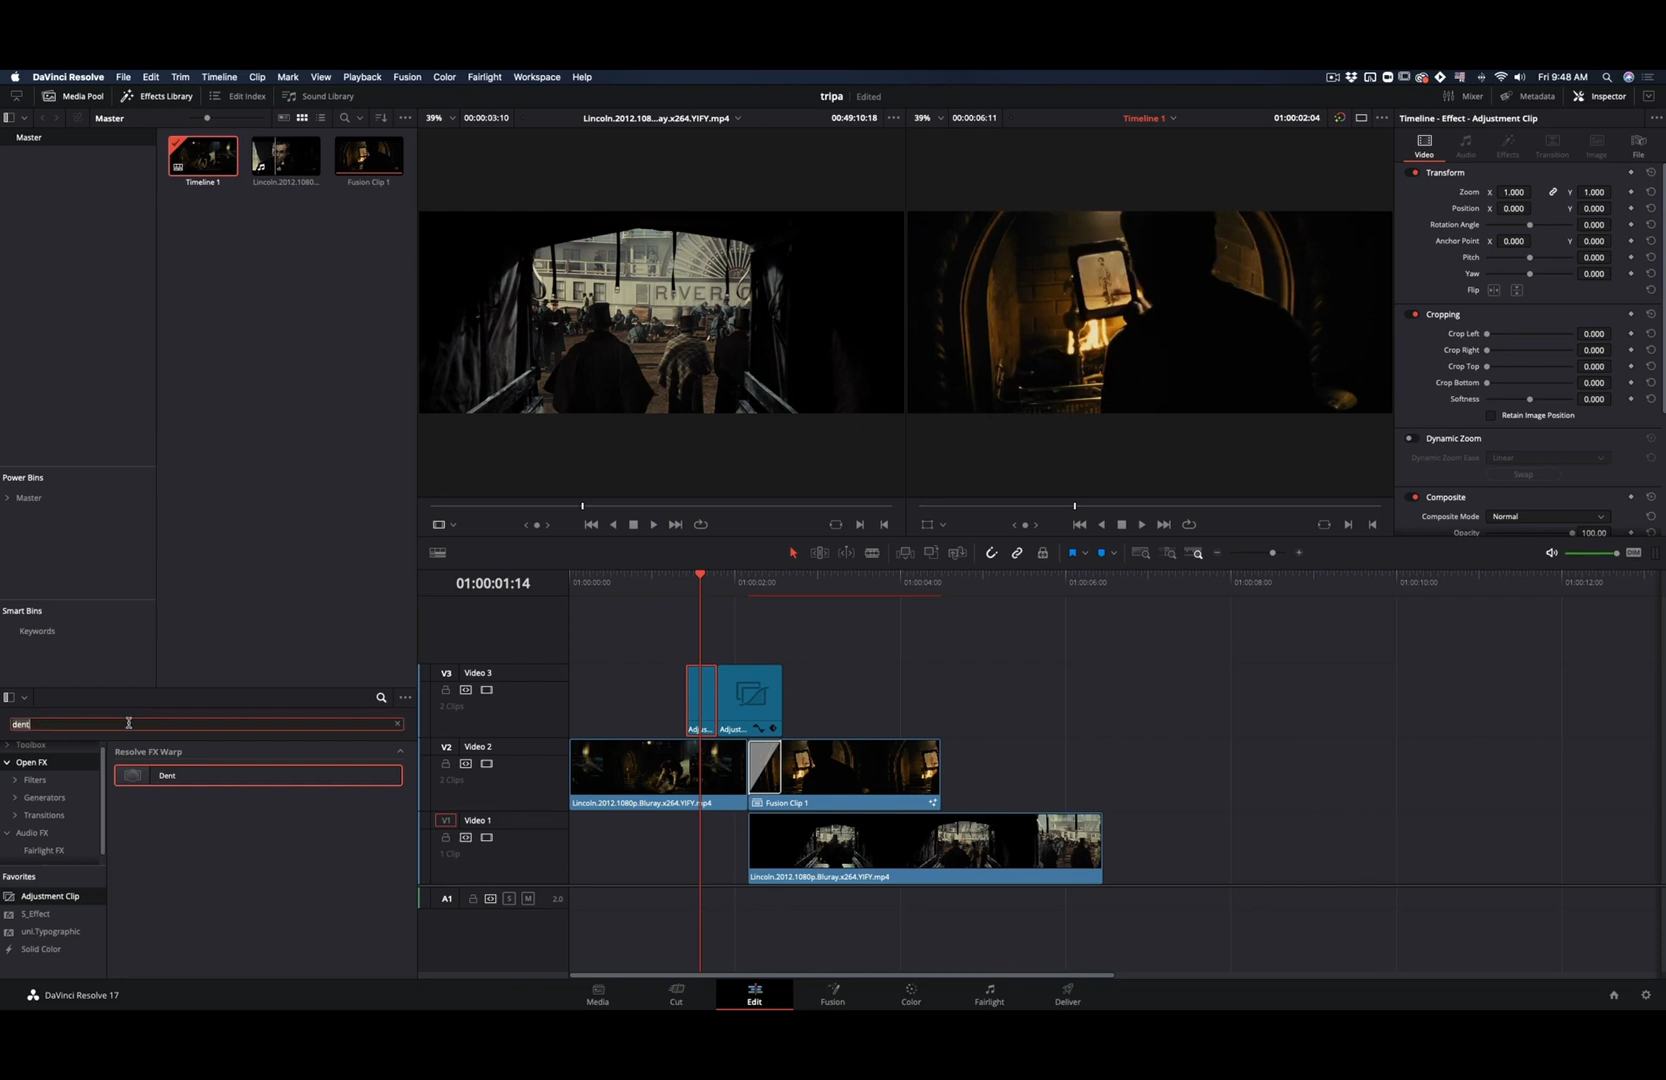 DaVinci Resolve File Edit Trim Timeline Clip Mark View Playback Fusion Color Fairlight Workspace Help Fri 9:48 AM
Media Pool Effects Library Edit Index Sound Library tripa Edited Mixer Metadata Inspector
Master 39% 00:00:03:10 Lincoln.2012.108...ay.x264.YIFY.mp4 00:49:10:18 39% 00:00:06:11 Timeline 1 01:00:02:04 Timeline - Effect - Adjustment Clip
Master
Video Audio Effects Transition Image File
Timeline 1 Lincoln.2012.1080... Fusion Clip 1
Transform
Zoom X 1.000 Y 1.000
Position X 0.000 Y 0.000
Rotation Angle 0.000
Anchor Point X 0.000 Y 0.000
Pitch 0.000
Yaw 0.000
Flip
RIVER
Cropping
Crop Left 0.000
Crop Right 0.000
Crop Top 0.000
Crop Bottom 0.000
Softness 0.000
Retain Image Position
Dynamic Zoom
Dynamic Zoom Ease Linear
Swap
Composite
Composite Mode Normal
Opacity 100.00
Power Bins
Master
Smart Bins
Keywords
DIM
01:00:01:14 01:00:00:00 01:00:02:00 01:00:04:00 01:00:06:00 01:00:08:00 01:00:10:00 01:00:12:00
V3 Video 3
2 Clips
Adjus... Adjust...
V2 Video 2
2 Clips
Lincoln.2012.1080p.Bluray.x264.YIFY.mp4 Fusion Clip 1
V1 Video 1
1 Clip
Lincoln.2012.1080p.Bluray.x264.YIFY.mp4
A1 S M 2.0
dent
Toolbox
Open FX
Filters
Generators
Transitions
Audio FX
Fairlight FX
Resolve FX Warp
Dent
Favorites
Adjustment Clip
S_Effect
uni.Typographic
Solid Color
DaVinci Resolve 17 Media Cut Edit Fusion Color Fairlight Deliver